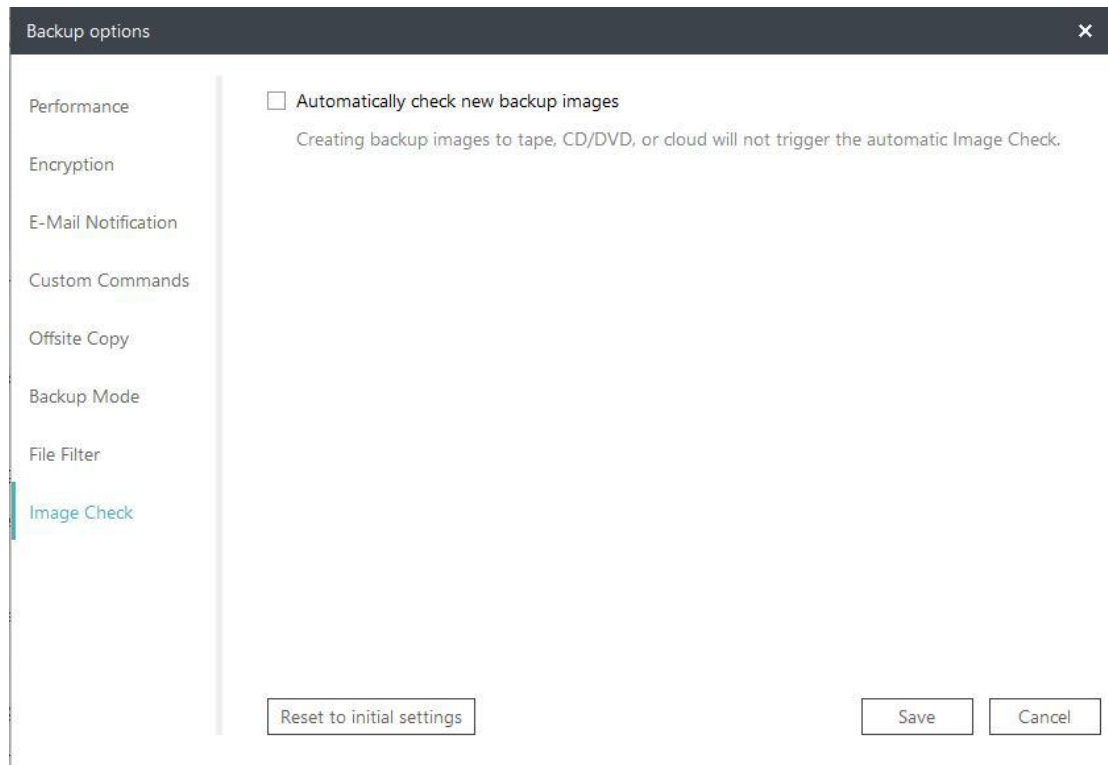 Backup options
Performance
Encryption
E-Mail Notification
Custom Commands
Offsite Copy
Backup Mode
File Filter
Image Check
Automatically check new backup images
Creating backup images to tape, CD/DVD, or cloud will not trigger the automatic Image Check.
Reset to initial settings
Save
Cancel